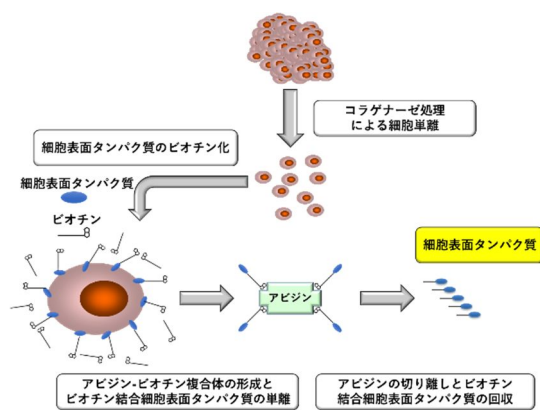 コラゲナーゼ処理
による細胞単離
細胞表面タンパク質のビオチン化
細胞表面タンパク質
ビオチン
細胞表面タンパク質
アビジン
アビジン-ビオチン複合体の形成と
ビオチン結合細胞表面タンパク質の単離
アビジンの切り離しとビオチン
結合細胞表面タンパク質の回収